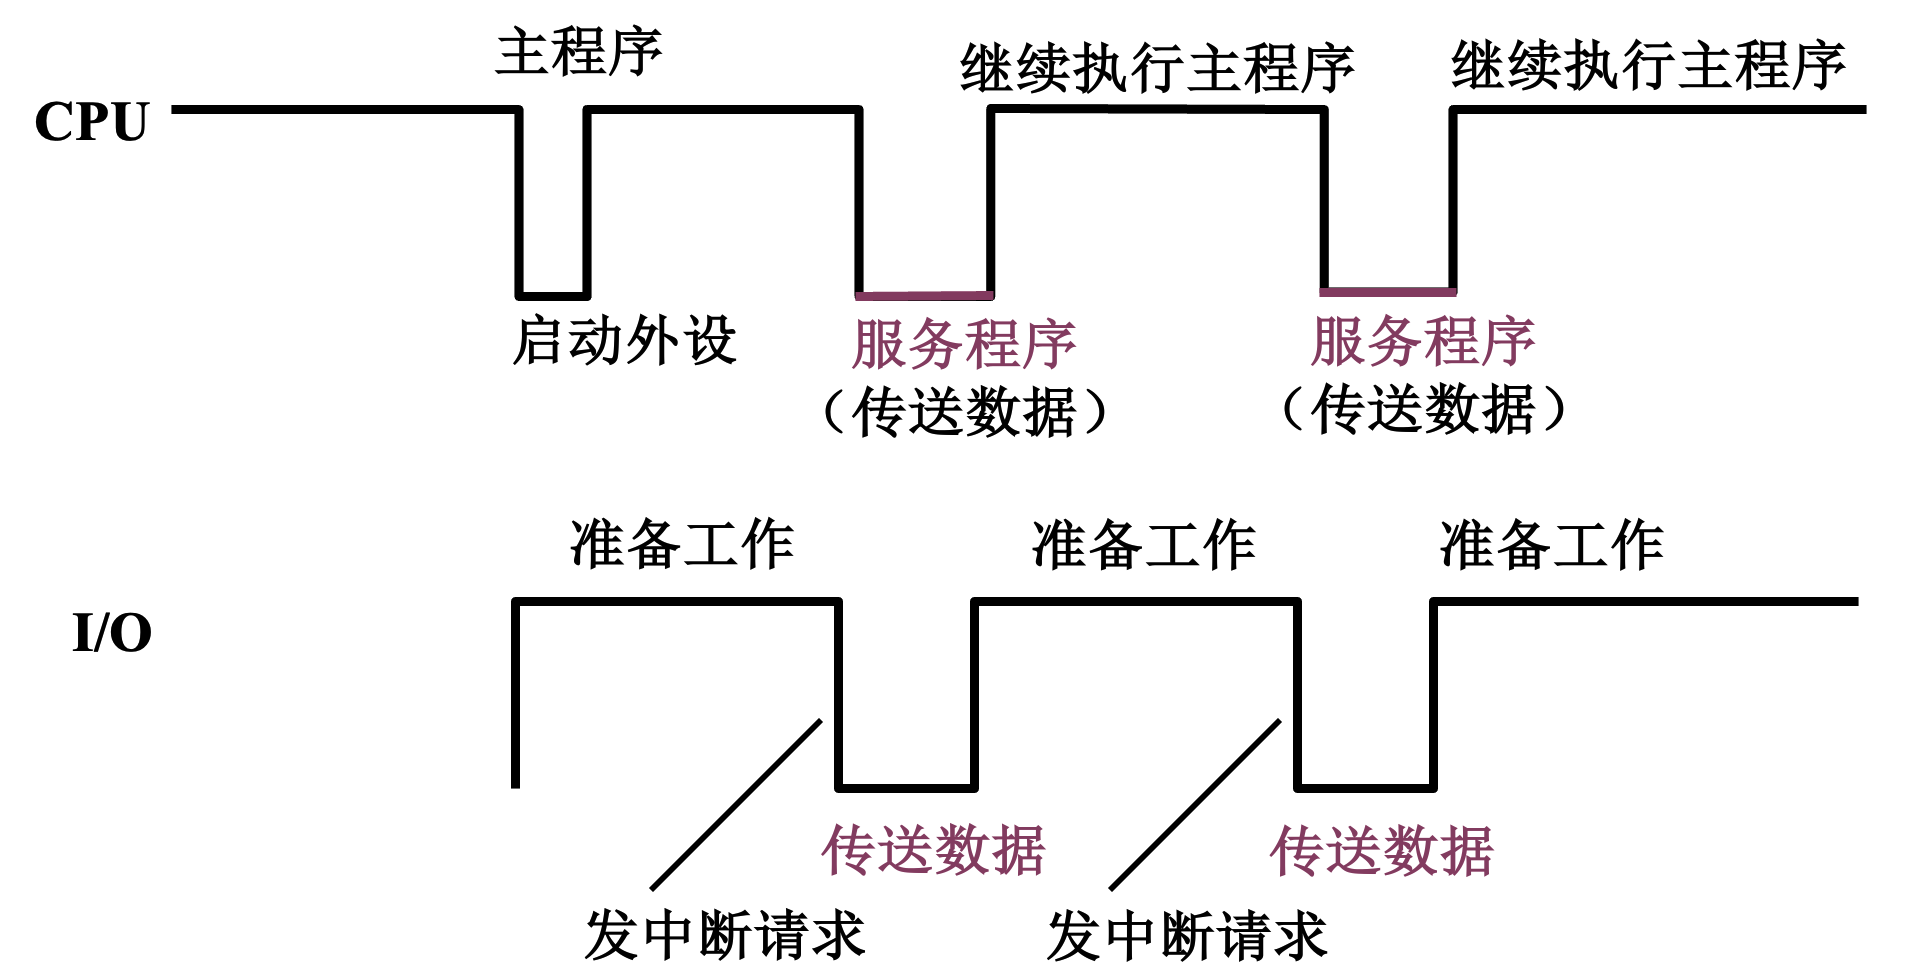 主程序
继续执行主程序
继续执行主程序
CPU
启动外设
服务程序
(传送数据)
服务程序
(传送数据)
准备工作
准备工作
准备工作
I/O
传送数据
传送数据
发中断请求
发中断请求